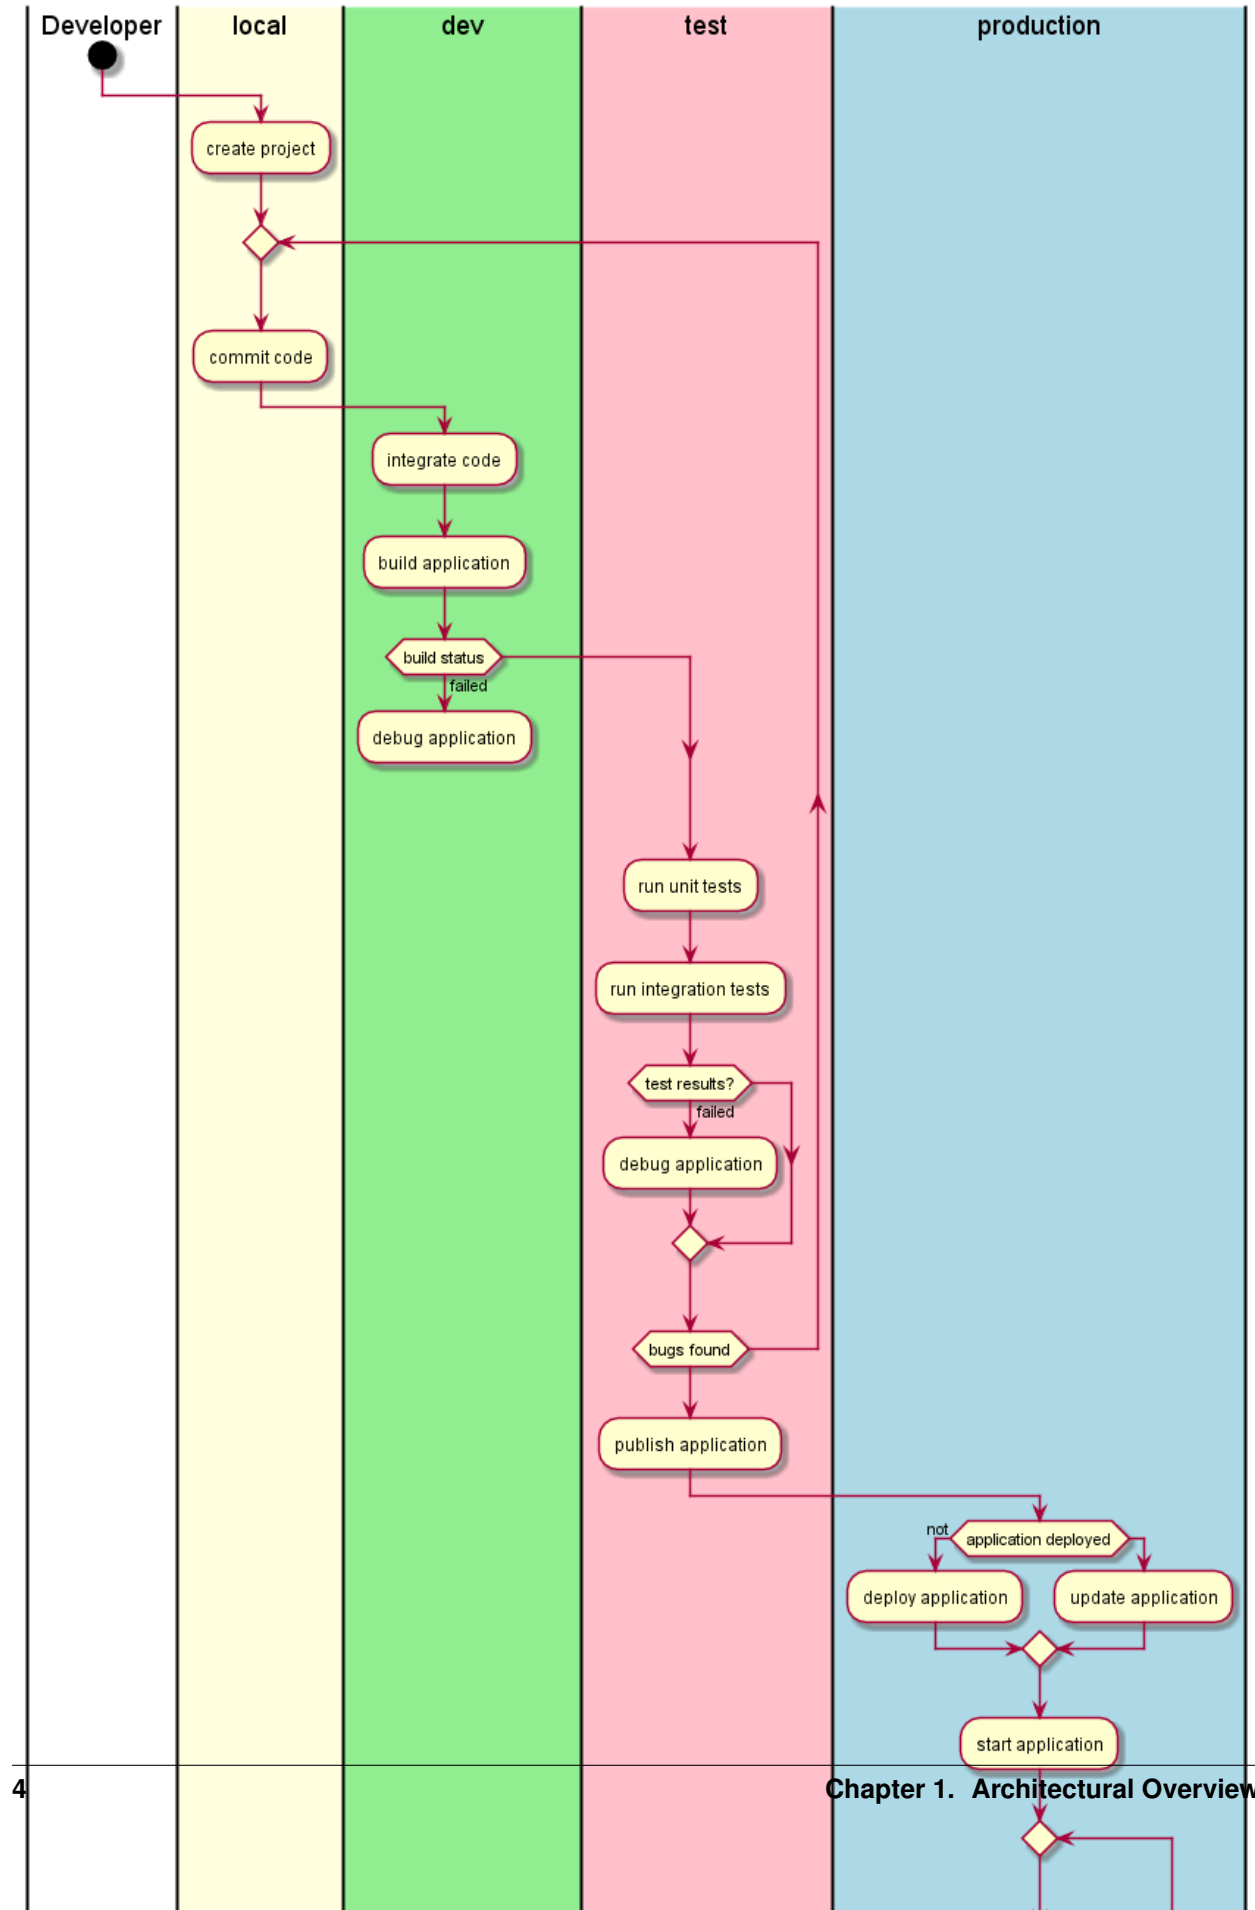 Developer
local
dev
test
production
create project
commit code
integrate code
build application
build status
failed
debug application
run unit tests
run integration tests
test results?
failed
debug application
bugs found
publish application
not
application deployed
deploy application
update application
start application
4
Chapter 1. Architectural Overview